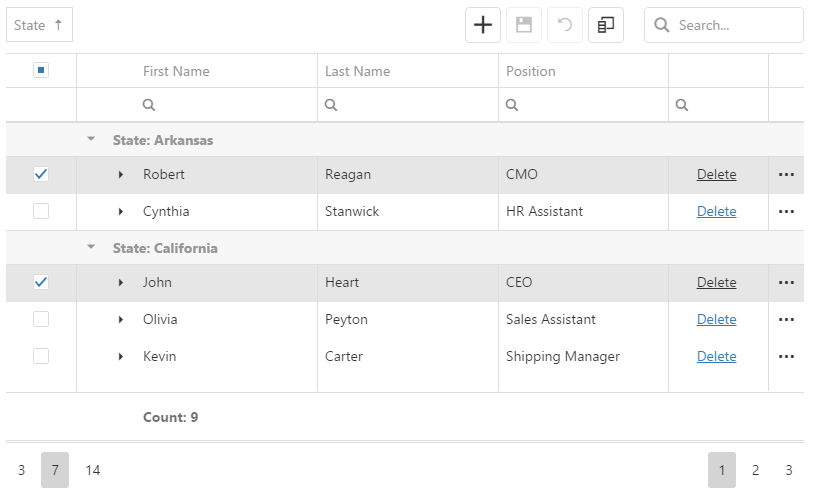 State
Search...
First Name Last Name Position
State: Arkansas
Robert Reagan CMO Delete
Cynthia Stanwick HR Assistant Delete
State: California
John Heart CEO Delete
Olivia Peyton Sales Assistant Delete
Kevin Carter Shipping Manager Delete
Count: 9
3 7 14 1 2 3